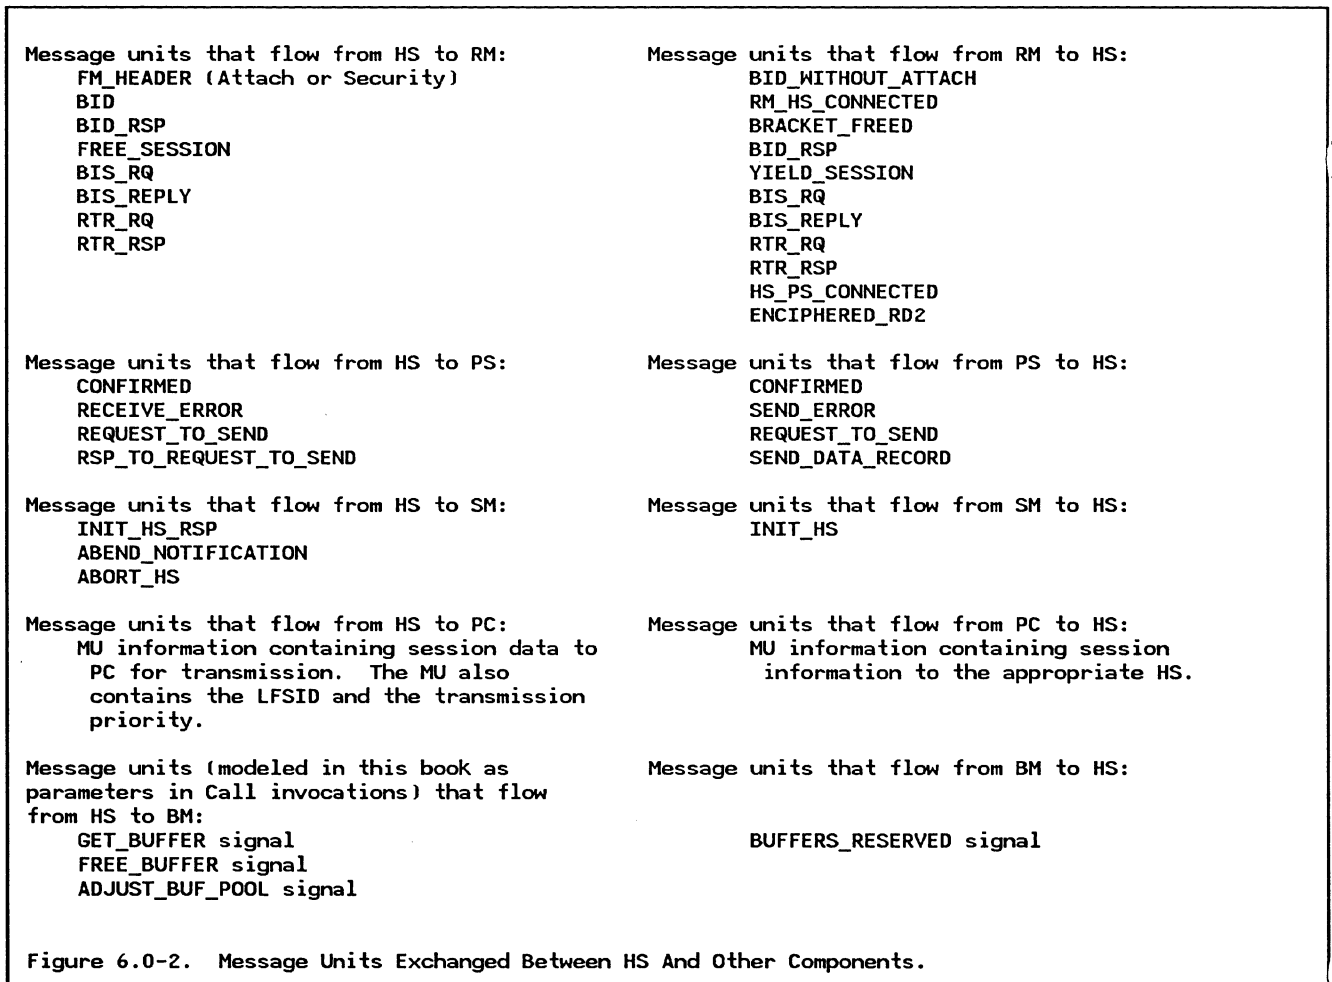 Message units that flow from HS to RM:
FM_HEADER (Attach or Security)
BID
BID_RSP
FREE_SESSION
BIS_RQ
BIS_REPLY
RTR_RQ
RTR_RSP
Message units that flow from RM to HS:
BID_WITHOUT_ATTACH
RM_HS_CONNECTED
BRACKET_FREED
BID_RSP
YIELD_SESSION
BIS_RQ
BIS_REPLY
RTR_RQ
RTR_RSP
HS_PS_CONNECTED
ENCIPHERED_RD2
Message units that flow from HS to PS:
CONFIRMED
RECEIVE_ERROR
REQUEST_TO_SEND
RSP_TO_REQUEST_TO_SEND
Message units that flow from PS to HS:
CONFIRMED
SEND_ERROR
REQUEST_TO_SEND
SEND_DATA_RECORD
Message units that flow from HS to SM:
INIT_HS_RSP
ABEND_NOTIFICATION
ABORT_HS
Message units that flow from SM to HS:
INIT_HS
Message units that flow from HS to PC:
MU information containing session data to
PC for transmission. The MU also
contains the LFSID and the transmission
priority.
Message units that flow from PC to HS:
MU information containing session
information to the appropriate HS.
Message units (modeled in this book as
parameters in Call invocations) that flow
from HS to BM:
GET_BUFFER signal
FREE_BUFFER signal
ADJUST_BUF_POOL signal
Message units that flow from BM to HS:
BUFFERS_RESERVED signal
Figure 6.0-2. Message Units Exchanged Between HS And Other Components.